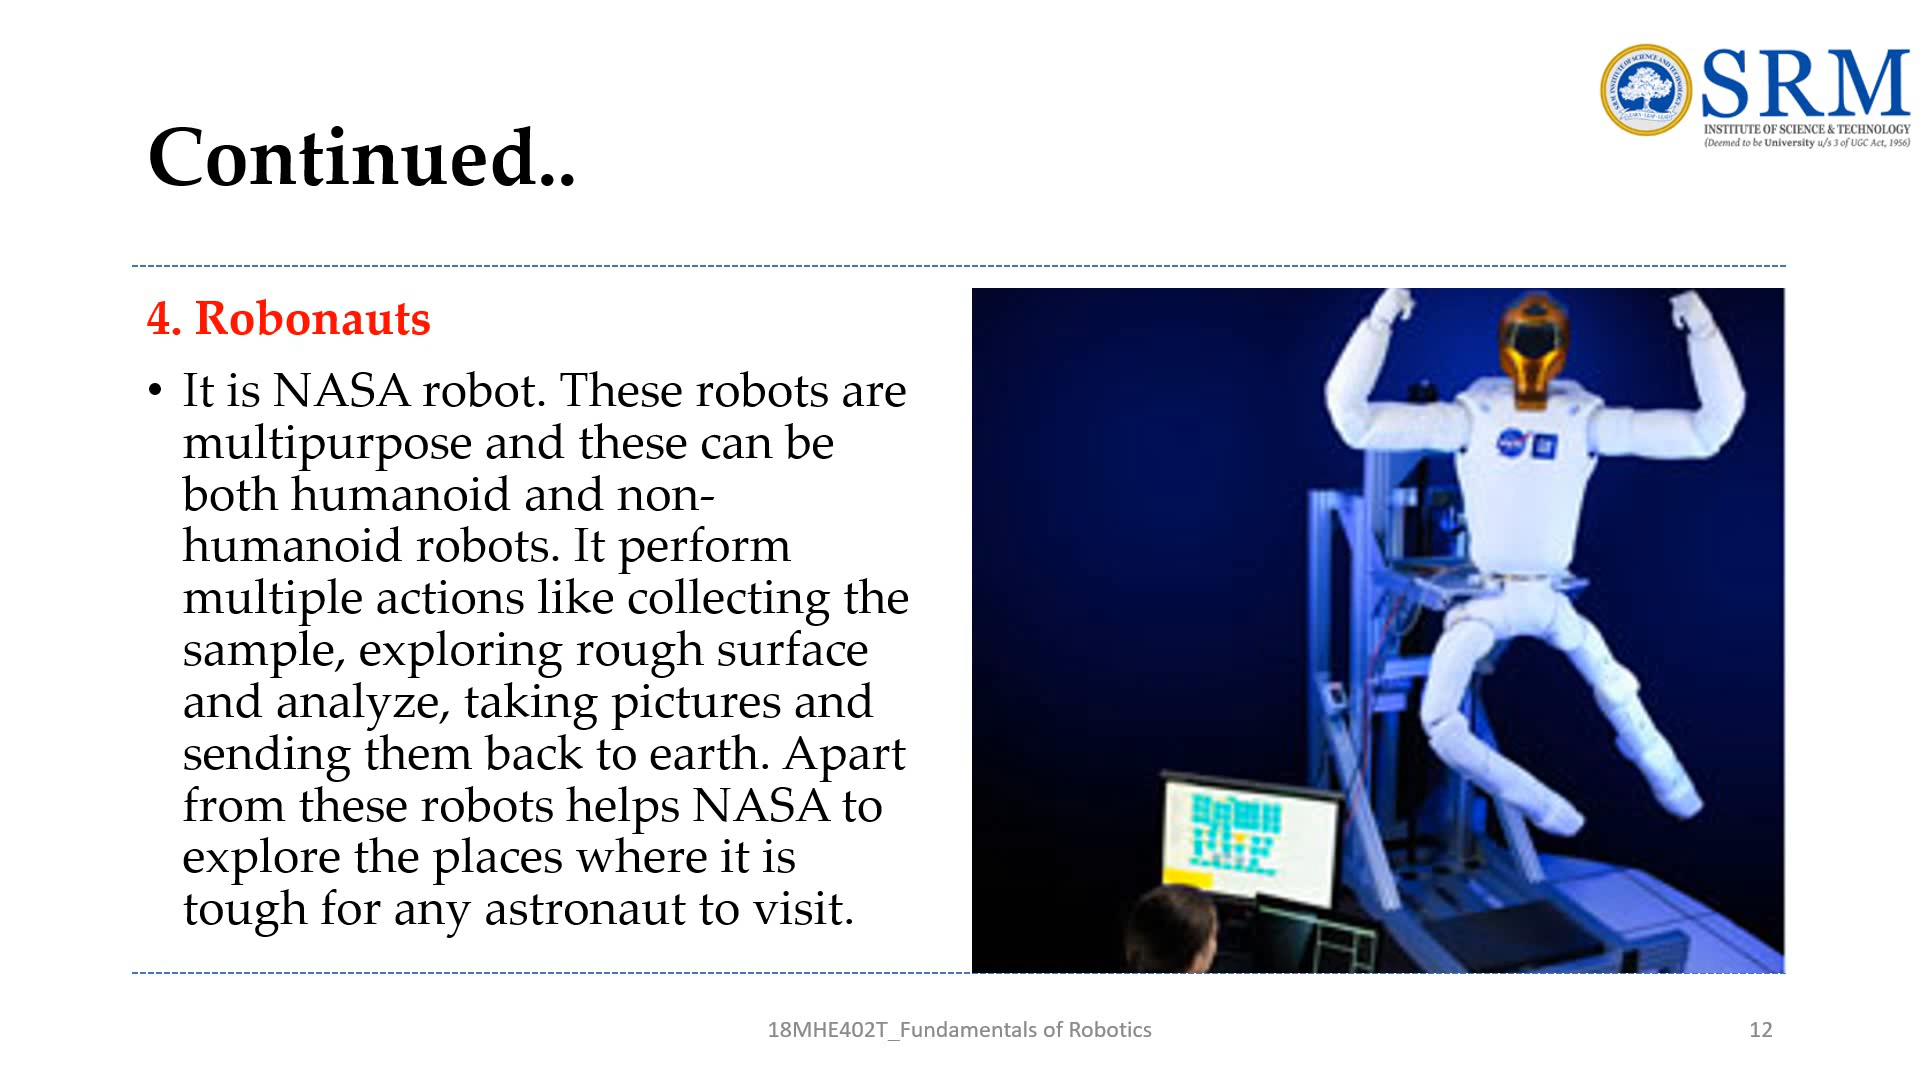 SRM
INSTITUTE OF SCIENCE & TECHNOLOGY
(Deemed to be University u/s 3 of UGC Act, 1956)
Continued..
4. Robonauts
• It is NASA robot. These robots are
multipurpose and these can be
both humanoid and non-
humanoid robots. It perform
multiple actions like collecting the
sample, exploring rough surface
and analyze, taking pictures and
sending them back to earth. Apart
from these robots helps NASA to
explore the places where it is
tough for any astronaut to visit.
18MHE402T_Fundamentals of Robotics
12